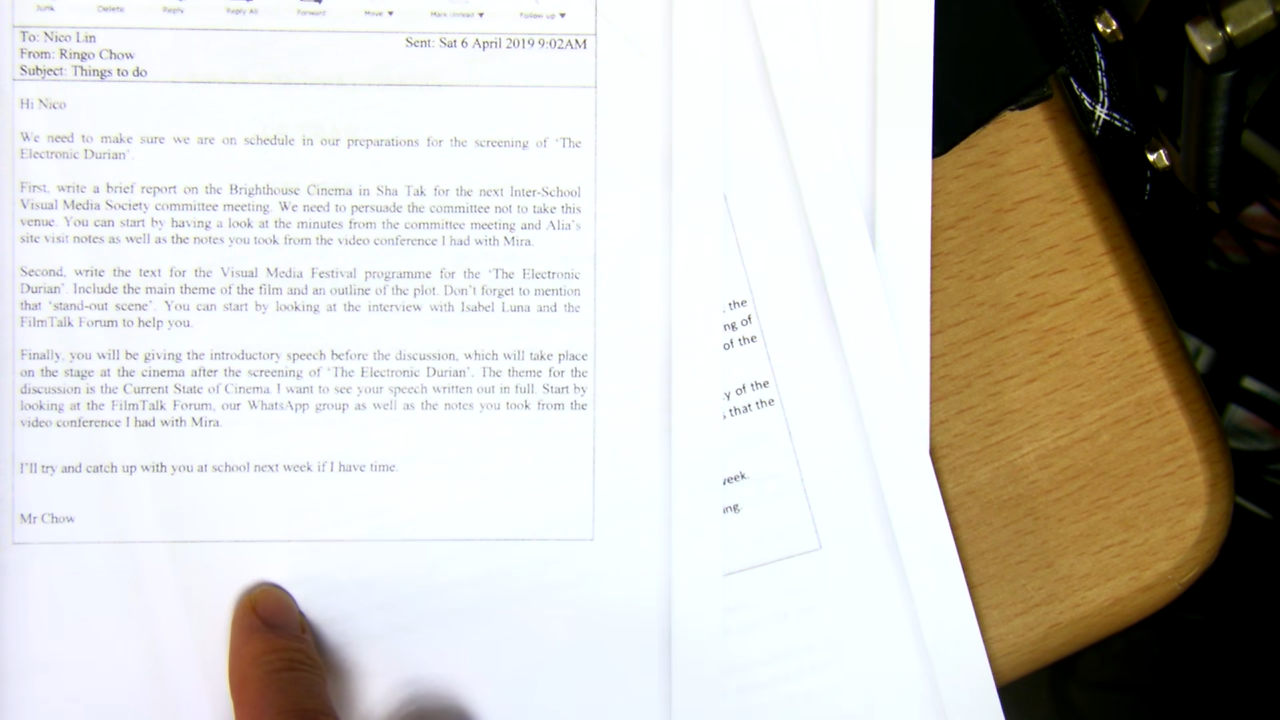 Junk Delete Reply Reply All Forward Move Mark Unread Follow up
To: Nico Lin
Sent: Sat 6 April 2019 9:02AM
From: Ringo Chow
Subject: Things to do
Hi Nico
We need to make sure we are on schedule in our preparations for the screening of 'The
Electronic Durian'.
First, write a brief report on the Brighthouse Cinema in Sha Tak for the next Inter-School
Visual Media Society committee meeting. We need to persuade the committee not to take this
venue. You can start by having a look at the minutes from the committee meeting and Alia's
site visit notes as well as the notes you took from the video conference I had with Mira.
Second, write the text for the Visual Media Festival programme for the 'The Electronic
Durian'. Include the main theme of the film and an outline of the plot. Don't forget to mention
that 'stand-out scene'. You can start by looking at the interview with Isabel Luna and the
FilmTalk Forum to help you.
Finally, you will be giving the introductory speech before the discussion, which will take place
on the stage at the cinema after the screening of 'The Electronic Durian'. The theme for the
discussion is the Current State of Cinema. I want to see your speech written out in full. Start by
looking at the FilmTalk Forum, our WhatsApp group as well as the notes you took from the
video conference I had with Mira.
I'll try and catch up with you at school next week if I have time.
Mr Chow
, the
ng of
of the
y of the
, that the
week.
ing.